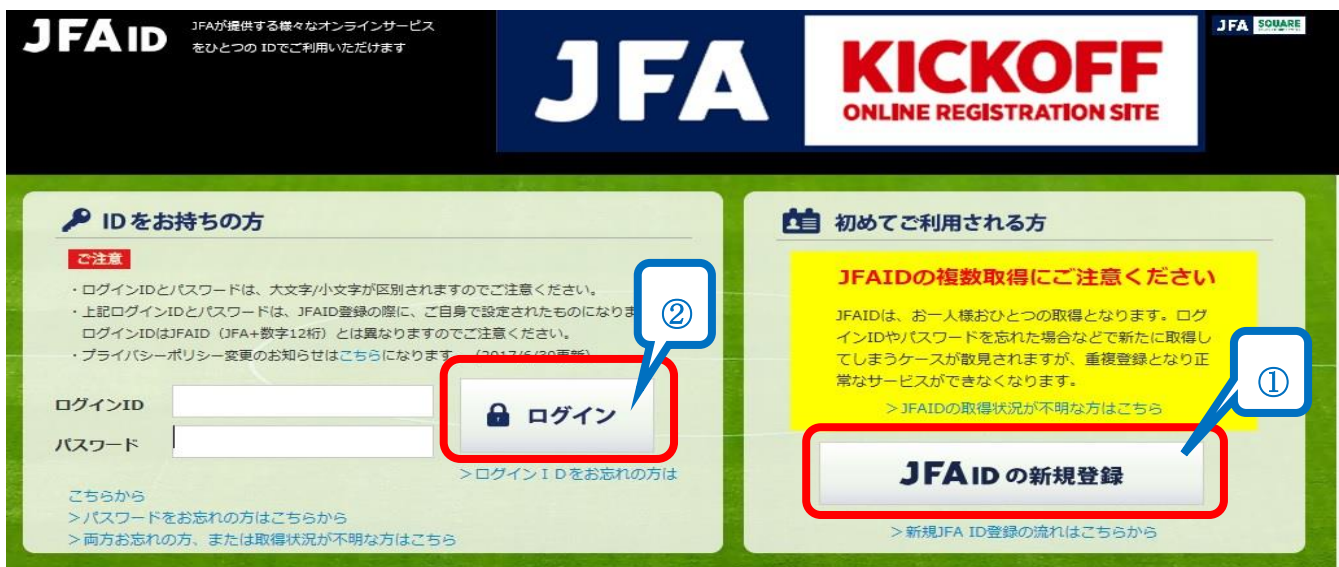 JFA ID
JFAが提供する様々なオンラインサービス
をひとつの IDでご利用いただけます
JFA
KICKOFF
ONLINE REGISTRATION SITE
JFA SQUARE
IDをお持ちの方
ご注意
・ログインIDとパスワードは、大文字/小文字が区別されますのでご注意ください。
・上記ログインIDとパスワードは、JFAID登録の際に、ご自身で設定されたものになりま
ログインIDはJFAID（JFA+数字12桁）とは異なりますのでご注意ください。
・プライバシーポリシー変更のお知らせはこちらになります。（2017/6/30更新）
②
ログインID
パスワード
ログイン
＞ログインＩＤをお忘れの方は
こちらから
＞パスワードをお忘れの方はこちらから
＞両方お忘れの方、または取得状況が不明な方はこちら
初めてご利用される方
JFAIDの複数取得にご注意ください
JFAIDは、お一人様おひとつの取得となります。ログ
インIDやパスワードを忘れた場合などで新たに取得し
てしまうケースが散見されますが、重複登録となり正
常なサービスができなくなります。
＞JFAIDの取得状況が不明な方はこちら
①
JFA ID の新規登録
＞新規JFA ID登録の流れはこちらから